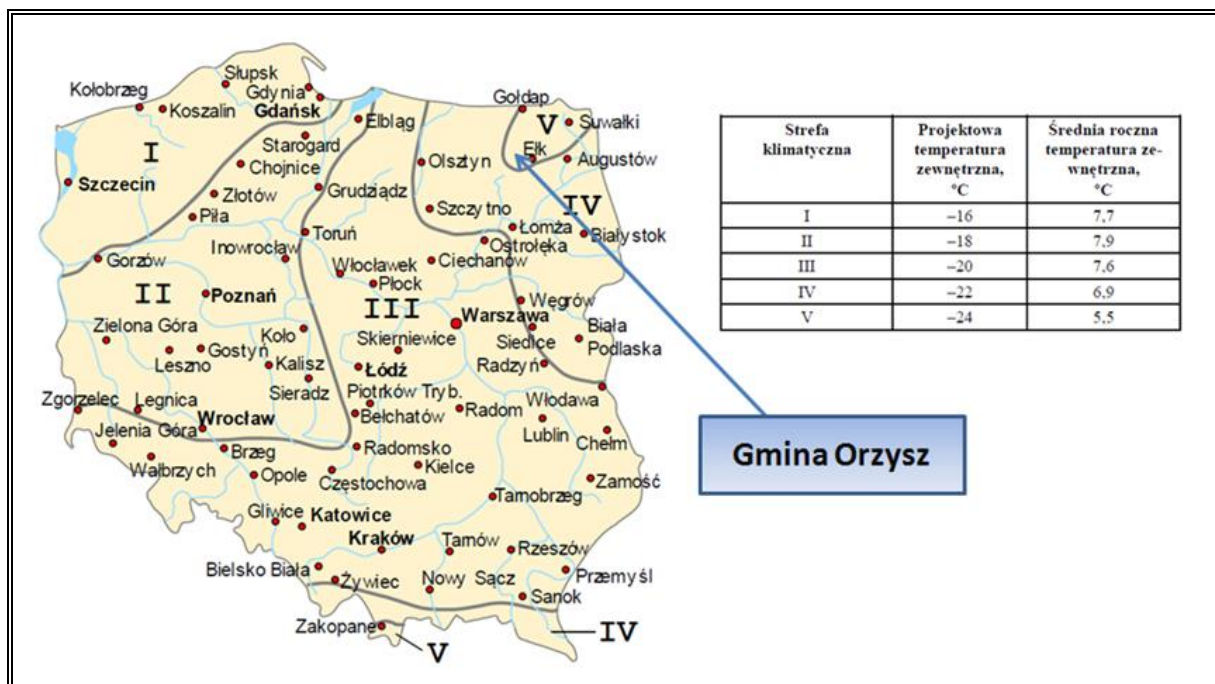 Słupsk
Kołobrzeg
Gdynia
Koszalin
Gdańsk
Elbląg
Gołdap
V
Suwałki
Starogard
I
Chojnice
Olsztyn
Ełk
Augustów
Szczecin
Złotów
Grudziądz
Szczytno
IV
Piła
Łomża
Toruń
Ostrołęka
Białystok
Inowrocław
Gorzów
Włocławek
Ciechanów
II
Płock
Poznań
III
Węgrów
Warszawa
Zielona Góra
Koło
Skierniewice
Siedlce
Biała
Podlaska
Gostyń
Leszno
Kalisz
Łódź
Radzyń
Sieradz
Piotrków Tryb.
Włodawa
Zgorzelec
Legnica
Wrocław
Bełchatów
Radom
Lublin
Chełm
Jelenia Góra
Brzeg
Radomsko
Wałbrzych
Opole
Częstochowa
Kielce
Zamość
Tarnobrzeg
Gliwice
Katowice
Kraków
Tarnów
Rzeszów
Bielsko Biała
Żywiec
Nowy Sącz
Przemyśl
Sanok
Zakopane
V
IV
Strefa
klimatyczna
Projektowa
temperatura
zewnętrzna,
°C
Średnia roczna
temperatura ze-
wnętrzna,
°C
I –16 7,7
II –18 7,9
III –20 7,6
IV –22 6,9
V –24 5,5
Gmina Orzysz